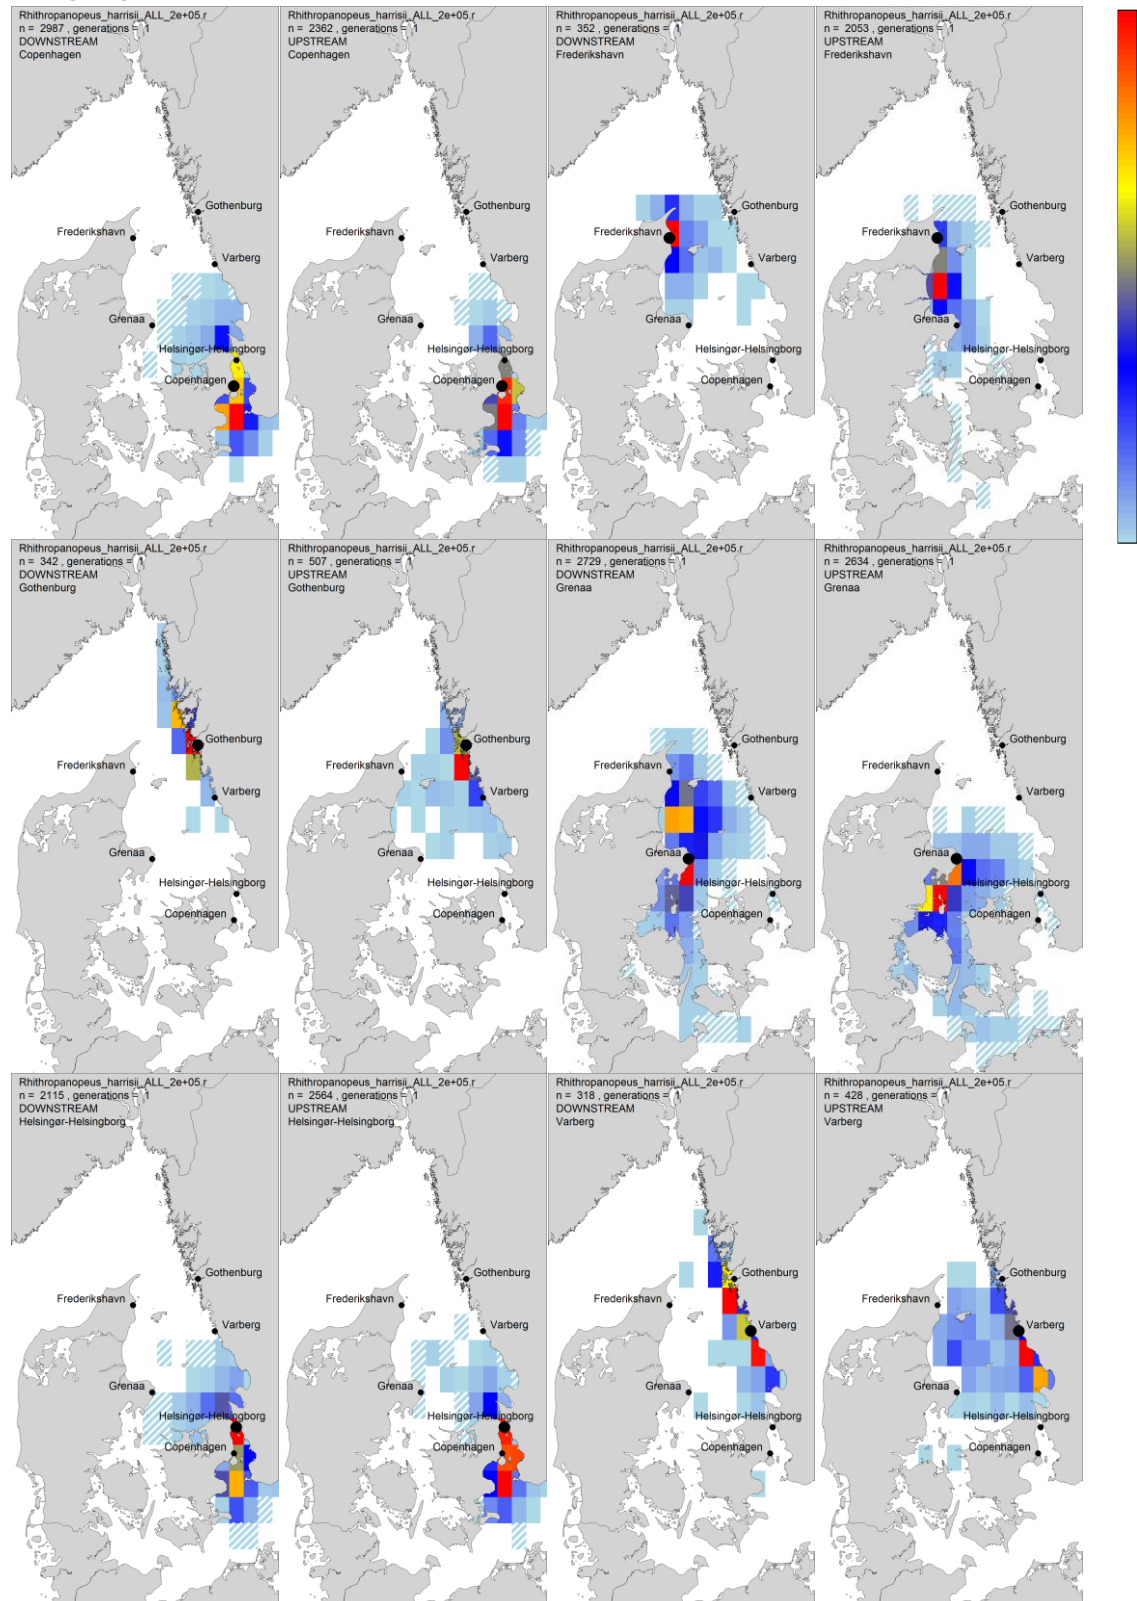 Rhithropanopeus_harrisii_ALL_2e+05.r
n = 2987 , generations = 1
DOWNSTREAM
Copenhagen
Gothenburg
Frederikshavn
Varberg
Grenaa
Helsingør-Helsingborg
Copenhagen
Rhithropanopeus_harrisii_ALL_2e+05.r
n = 2362 , generations = 1
UPSTREAM
Copenhagen
Gothenburg
Frederikshavn
Varberg
Grenaa
Helsingør-Helsingborg
Copenhagen
Rhithropanopeus_harrisii_ALL_2e+05.r
n = 352 , generations = 1
DOWNSTREAM
Frederikshavn
Gothenburg
Frederikshavn
Varberg
Grenaa
Helsingør-Helsingborg
Copenhagen
Rhithropanopeus_harrisii_ALL_2e+05.r
n = 2053 , generations = 1
UPSTREAM
Frederikshavn
Gothenburg
Frederikshavn
Varberg
Grenaa
Helsingør-Helsingborg
Copenhagen
Rhithropanopeus_harrisii_ALL_2e+05.r
n = 342 , generations = 1
DOWNSTREAM
Gothenburg
Gothenburg
Frederikshavn
Varberg
Grenaa
Helsingør-Helsingborg
Copenhagen
Rhithropanopeus_harrisii_ALL_2e+05.r
n = 507 , generations = 1
UPSTREAM
Gothenburg
Gothenburg
Frederikshavn
Varberg
Grenaa
Helsingør-Helsingborg
Copenhagen
Rhithropanopeus_harrisii_ALL_2e+05.r
n = 2729 , generations = 1
DOWNSTREAM
Grenaa
Gothenburg
Frederikshavn
Varberg
Grenaa
Helsingør-Helsingborg
Copenhagen
Rhithropanopeus_harrisii_ALL_2e+05.r
n = 2634 , generations = 1
UPSTREAM
Grenaa
Gothenburg
Frederikshavn
Varberg
Grenaa
Helsingør-Helsingborg
Copenhagen
Rhithropanopeus_harrisii_ALL_2e+05.r
n = 2115 , generations = 1
DOWNSTREAM
Helsingør-Helsingborg
Gothenburg
Frederikshavn
Varberg
Grenaa
Helsingør-Helsingborg
Copenhagen
Rhithropanopeus_harrisii_ALL_2e+05.r
n = 2564 , generations = 1
UPSTREAM
Helsingør-Helsingborg
Gothenburg
Frederikshavn
Varberg
Grenaa
Helsingør-Helsingborg
Copenhagen
Rhithropanopeus_harrisii_ALL_2e+05.r
n = 318 , generations = 1
DOWNSTREAM
Varberg
Gothenburg
Frederikshavn
Varberg
Grenaa
Helsingør-Helsingborg
Copenhagen
Rhithropanopeus_harrisii_ALL_2e+05.r
n = 428 , generations = 1
UPSTREAM
Varberg
Gothenburg
Frederikshavn
Varberg
Grenaa
Helsingør-Helsingborg
Copenhagen